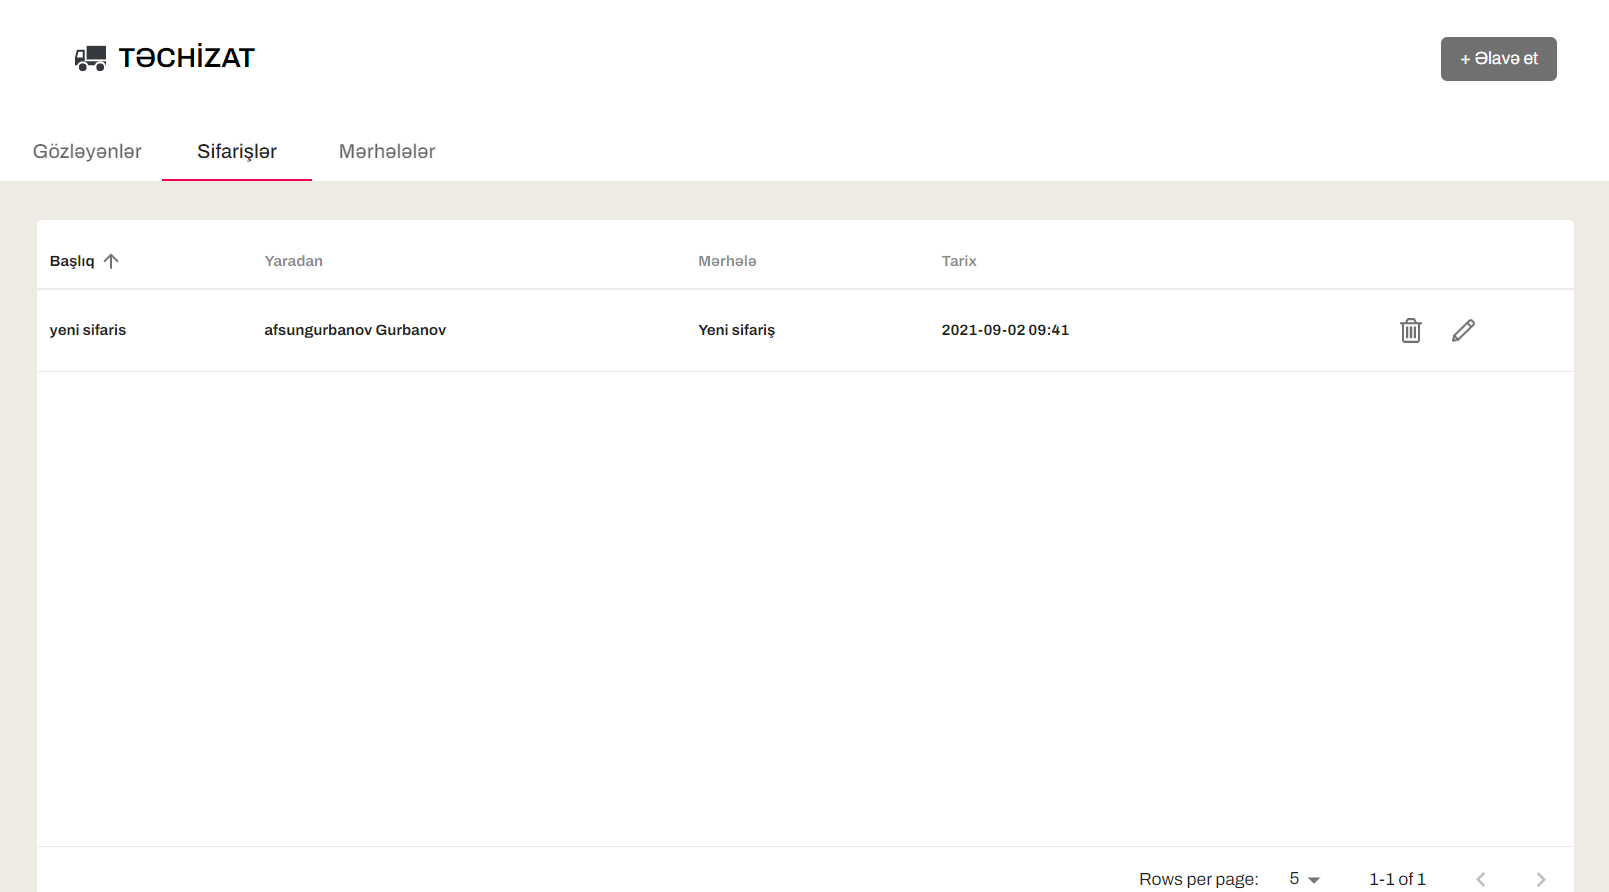 TƏCHİZAT
+ Əlavə et
Gözləyənlər Sifarişlər Mərhələlər
Başlıq Yaradan Mərhələ Tarix
yeni sifaris afsungurbanov Gurbanov Yeni sifariş 2021-09-02 09:41
Rows per page: 5 1-1 of 1